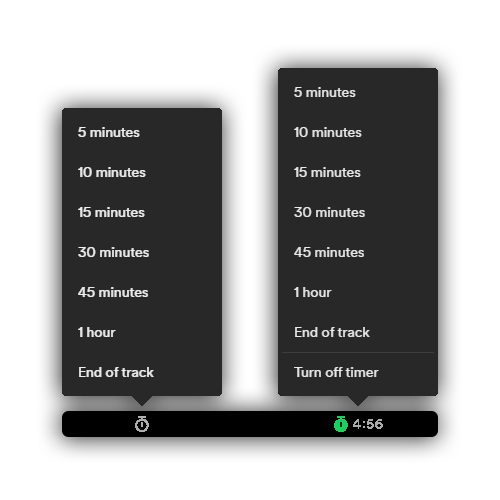 5 minutes
10 minutes
15 minutes
30 minutes
45 minutes
1 hour
End of track
5 minutes
10 minutes
15 minutes
30 minutes
45 minutes
1 hour
End of track
Turn off timer
4:56